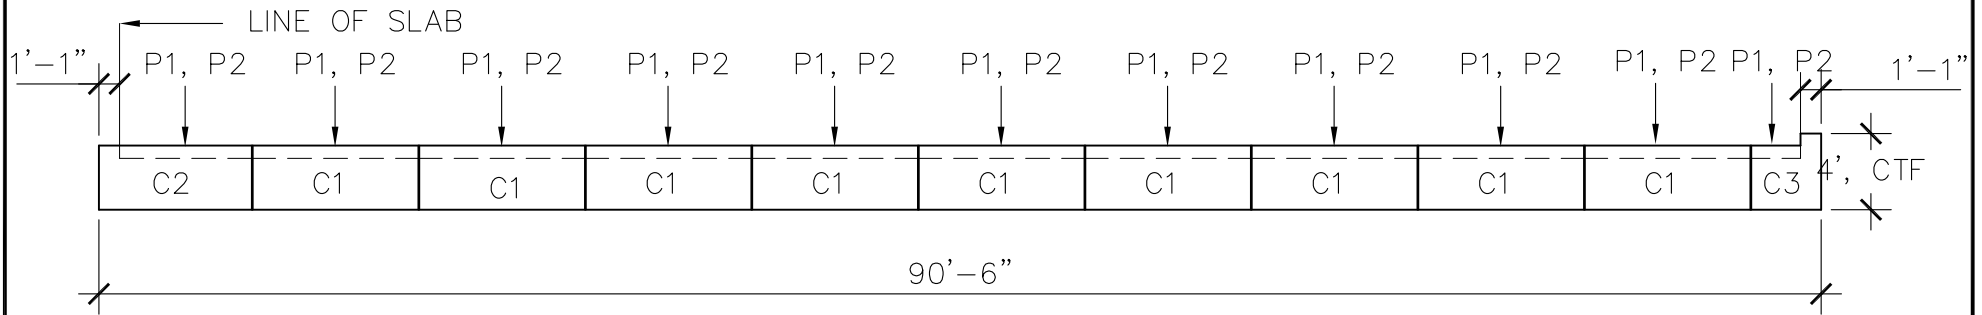 LINE OF SLAB
1'-1" P1, P2 P1, P2 P1, P2 P1, P2 P1, P2 P1, P2 P1, P2 P1, P2 P1, P2 P1, P2 P1, P2 1'-1"
C2 C1 C1 C1 C1 C1 C1 C1 C1 C1 C3 4', CTF
90'-6"